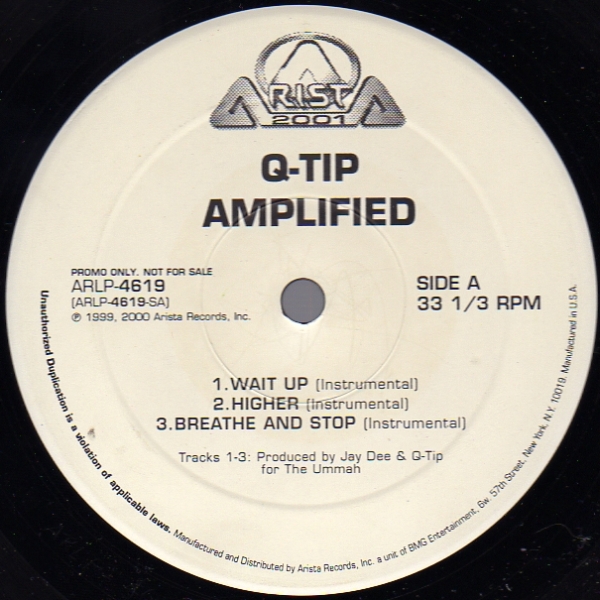 ARISTA
2001
Q-TIP
AMPLIFIED
PROMO ONLY. NOT FOR SALE
ARLP-4619
(ARLP-4619-SA)
℗ 1999, 2000 Arista Records, Inc.
SIDE A
33 1/3 RPM
1.WAIT UP (Instrumental)
2.HIGHER (Instrumental)
3.BREATHE AND STOP (Instrumental)
Tracks 1-3: Produced by Jay Dee & Q-Tip
for The Ummah
Unauthorized Duplication is a violation of applicable laws. Manufactured and Distributed by Arista Records, Inc. a unit of BMG Entertainment, 6w. 57th Street, New York, N.Y. 10019. Manufactured in U.S.A.